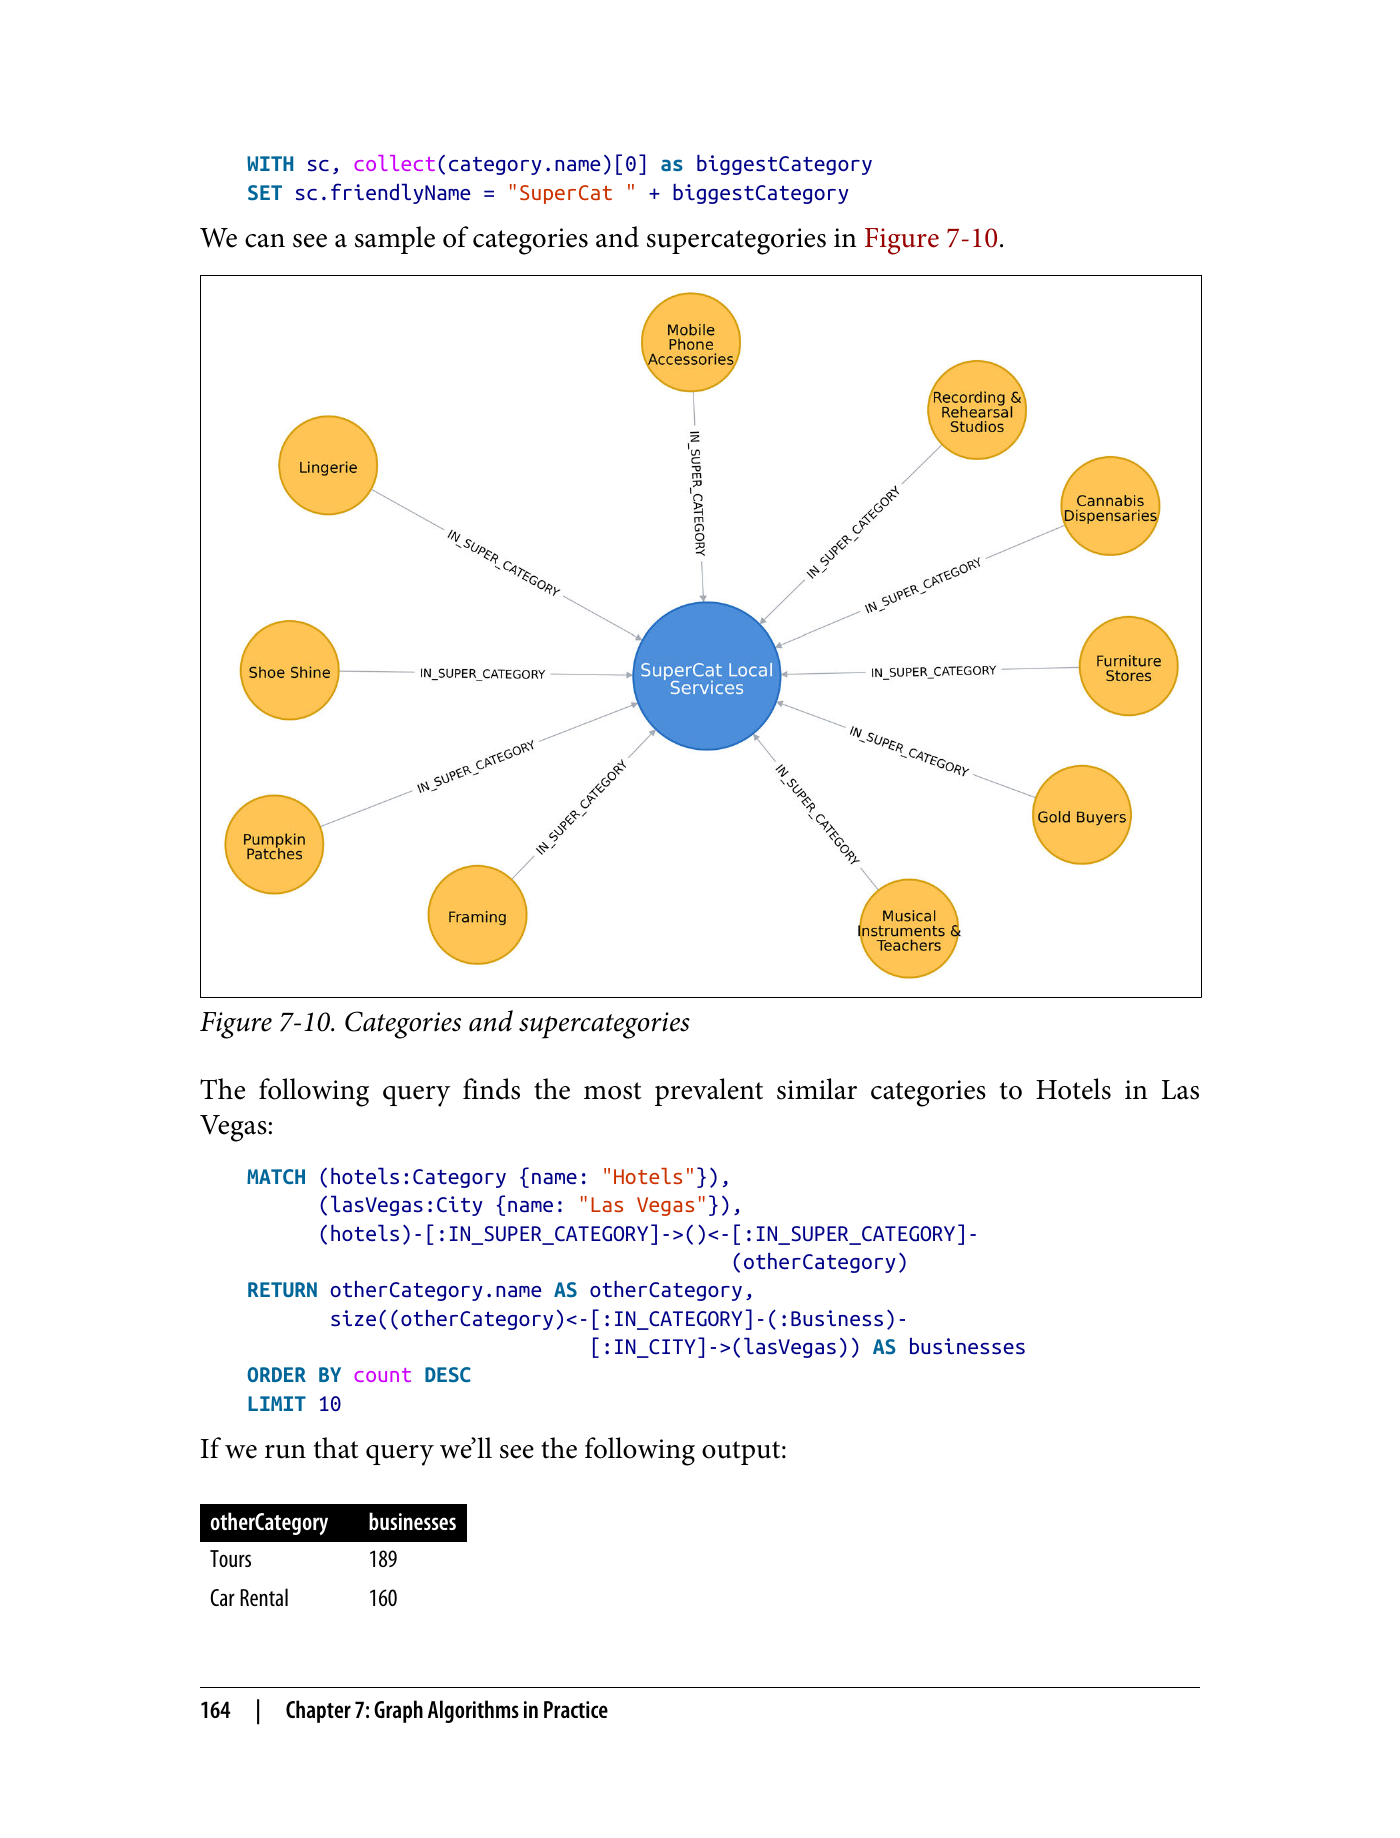 WITH sc, collect(category.name)[0] as biggestCategory
SET sc.friendlyName = "SuperCat " + biggestCategory
We can see a sample of categories and supercategories in Figure 7-10.
Mobile
Phone
Accessories
Recording &
Rehearsal
Studios
Lingerie
Cannabis
Dispensaries
IN_SUPER_CATEGORY
IN_SUPER_CATEGORY
IN_SUPER_CATEGORY
IN_SUPER_CATEGORY
Shoe Shine
IN_SUPER_CATEGORY
SuperCat Local
Services
IN_SUPER_CATEGORY
Furniture
Stores
IN_SUPER_CATEGORY
IN_SUPER_CATEGORY
IN_SUPER_CATEGORY
IN_SUPER_CATEGORY
Gold Buyers
Pumpkin
Patches
Framing
Musical
Instruments &
Teachers
Figure 7-10. Categories and supercategories
The following query finds the most prevalent similar categories to Hotels in Las
Vegas:
MATCH (hotels:Category {name: "Hotels"}),
(lasVegas:City {name: "Las Vegas"}),
(hotels)-[:IN_SUPER_CATEGORY]->()<-[:IN_SUPER_CATEGORY]-
(otherCategory)
RETURN otherCategory.name AS otherCategory,
size((otherCategory)<-[:IN_CATEGORY]-(:Business)-
[:IN_CITY]->(lasVegas)) AS businesses
ORDER BY count DESC
LIMIT 10
If we run that query we’ll see the following output:
otherCategory businesses
Tours 189
Car Rental 160
164 | Chapter 7: Graph Algorithms in Practice